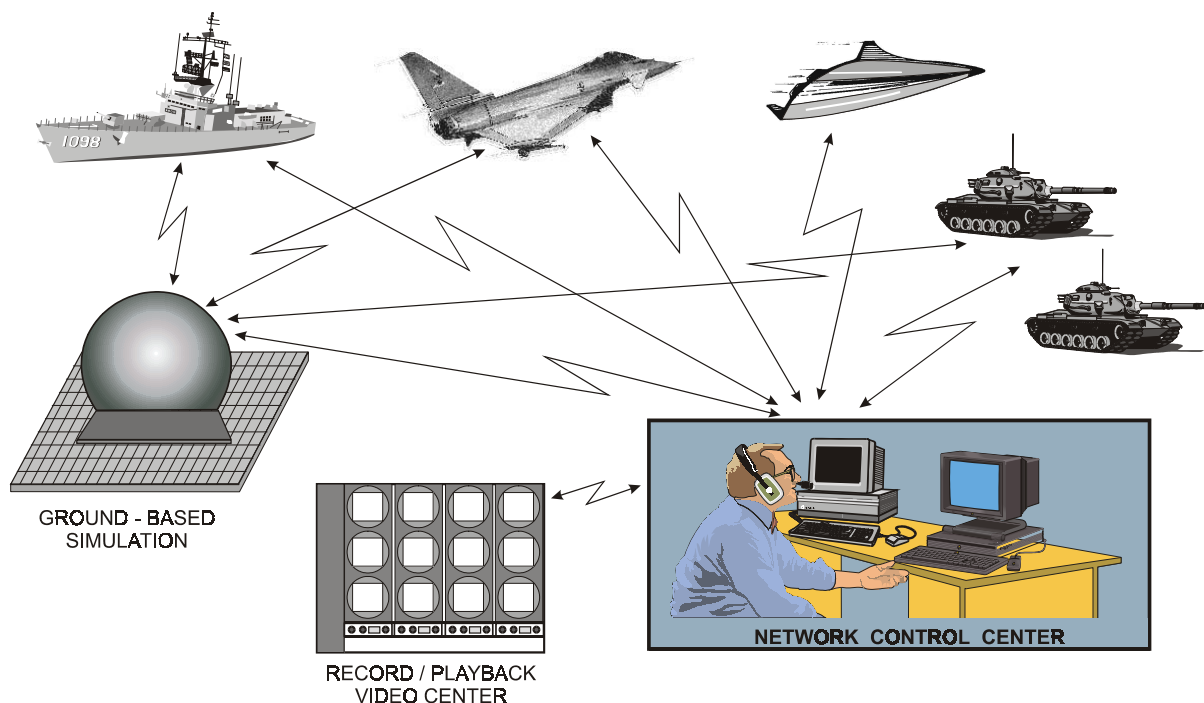 1098
GROUND - BASED
SIMULATION
RECORD / PLAYBACK
VIDEO CENTER
NETWORK CONTROL CENTER